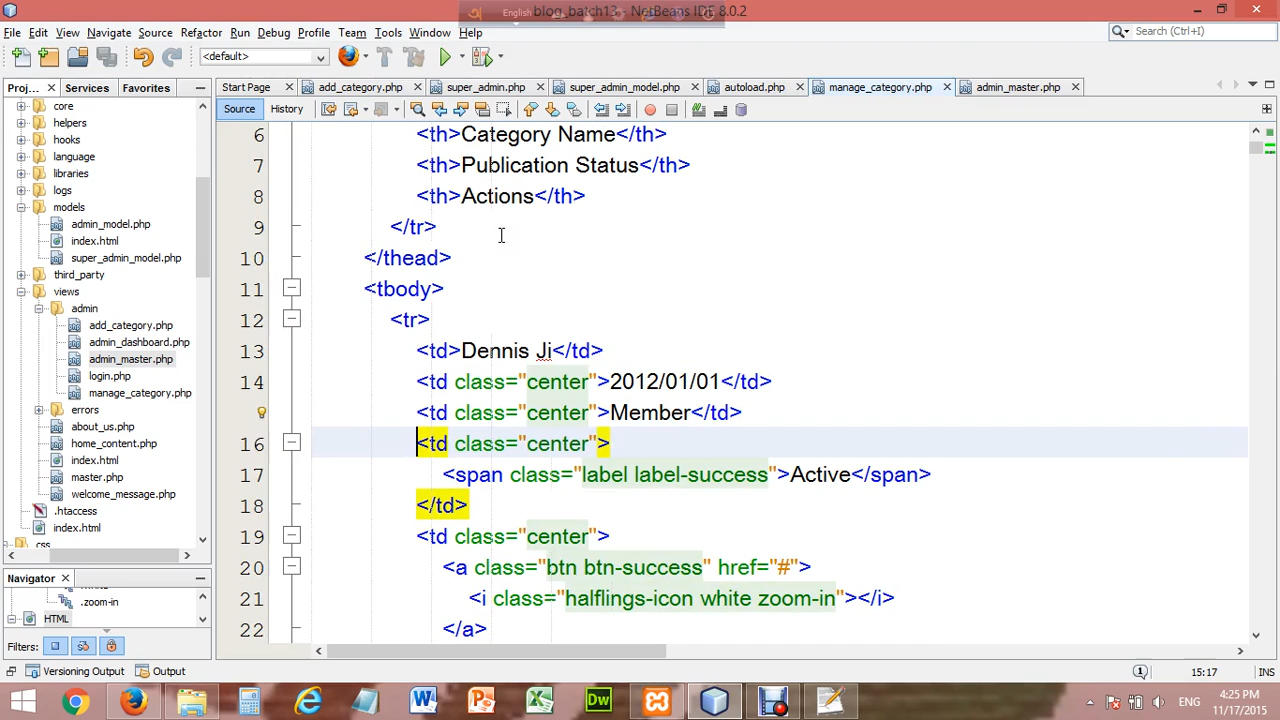 English
blog_batch13 - NetBeans IDE 8.0.2
File Edit View Navigate Source Refactor Run Debug Profile Team Tools Window Help
Search (Ctrl+I)
<default>
Proj... Services Favorites
Start Page add_category.php super_admin.php super_admin_model.php autoload.php manage_category.php admin_master.php
Source History
core
helpers
hooks
language
libraries
logs
models
admin_model.php
index.html
super_admin_model.php
third_party
views
admin
add_category.php
admin_dashboard.php
admin_master.php
login.php
manage_category.php
errors
about_us.php
home_content.php
index.html
master.php
welcome_message.php
.htaccess
index.html
css
Navigator
.zoom-in
HTML
Filters:
6 <th>Category Name</th>
7 <th>Publication Status</th>
8 <th>Actions</th>
9 </tr>
10 </thead>
11 <tbody>
12 <tr>
13 <td>Dennis Ji</td>
14 <td class="center">2012/01/01</td>
<td class="center">Member</td>
16 <td class="center">
17 <span class="label label-success">Active</span>
18 </td>
19 <td class="center">
20 <a class="btn btn-success" href="#">
21 <i class="halflings-icon white zoom-in"></i>
22 </a>
Versioning Output Output
15:17 INS
ENG
4:25 PM
11/17/2015